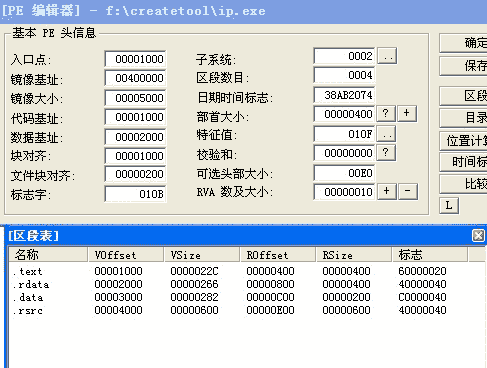 [PE 编辑器] - f:\createtool\ip.exe
基本 PE 头信息
入口点: 00001000 子系统: 0002 ..
镜像基址: 00400000 区段数目: 0004
镜像大小: 00005000 日期时间标志: 38AB2074
代码基址: 00001000 部首大小: 00000400 ? +
数据基址: 00002000 特征值: 010F ..
块对齐: 00001000 校验和: 00000000 ?
文件块对齐: 00000200 可选头部大小: 00E0
标志字: 010B RVA 数及大小: 00000010 + -
确定
保存
区段
目录
位置计算
时间标
比较
L
[区段表]
名称 VOffset VSize ROffset RSize 标志
.text 00001000 0000022C 00000400 00000400 60000020
.rdata 00002000 00000266 00000800 00000400 40000040
.data 00003000 00000282 00000C00 00000200 C0000040
.rsrc 00004000 00000600 00000E00 00000600 40000040